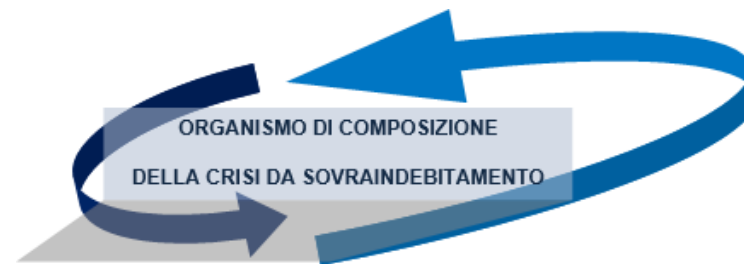 ORGANISMO DI COMPOSIZIONE
DELLA CRISI DA SOVRAINDEBITAMENTO